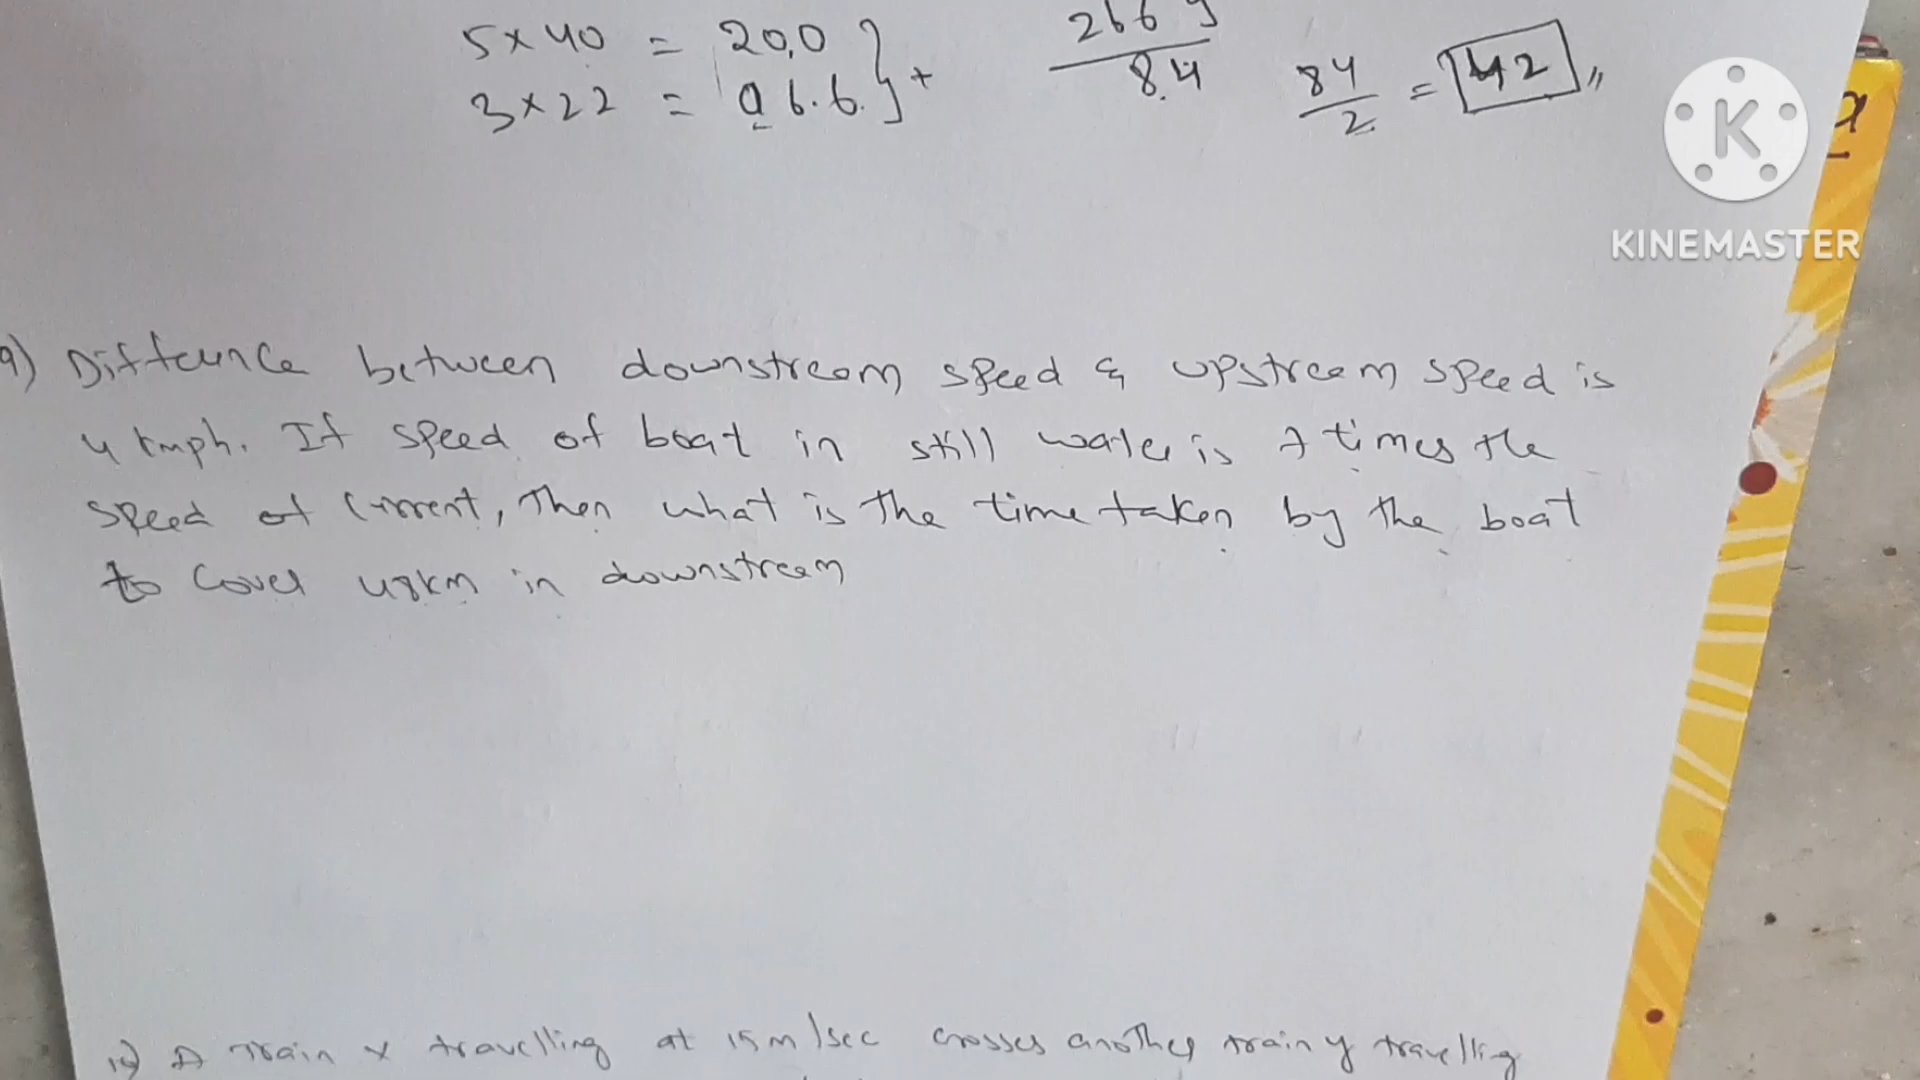 5 x 40 = 20.0 } +
3 x 22 = 06.6.
266
8.4
84
2 = 42 //
KINEMASTER
9) Difference between downstream speed & upstream speed is
4 kmph. If speed of boat in still water is 7 times the
speed of current, Then what is the time taken by the boat
to cover 48km in downstream
10) A Train x travelling at 15m/sec crosses another train y travelling